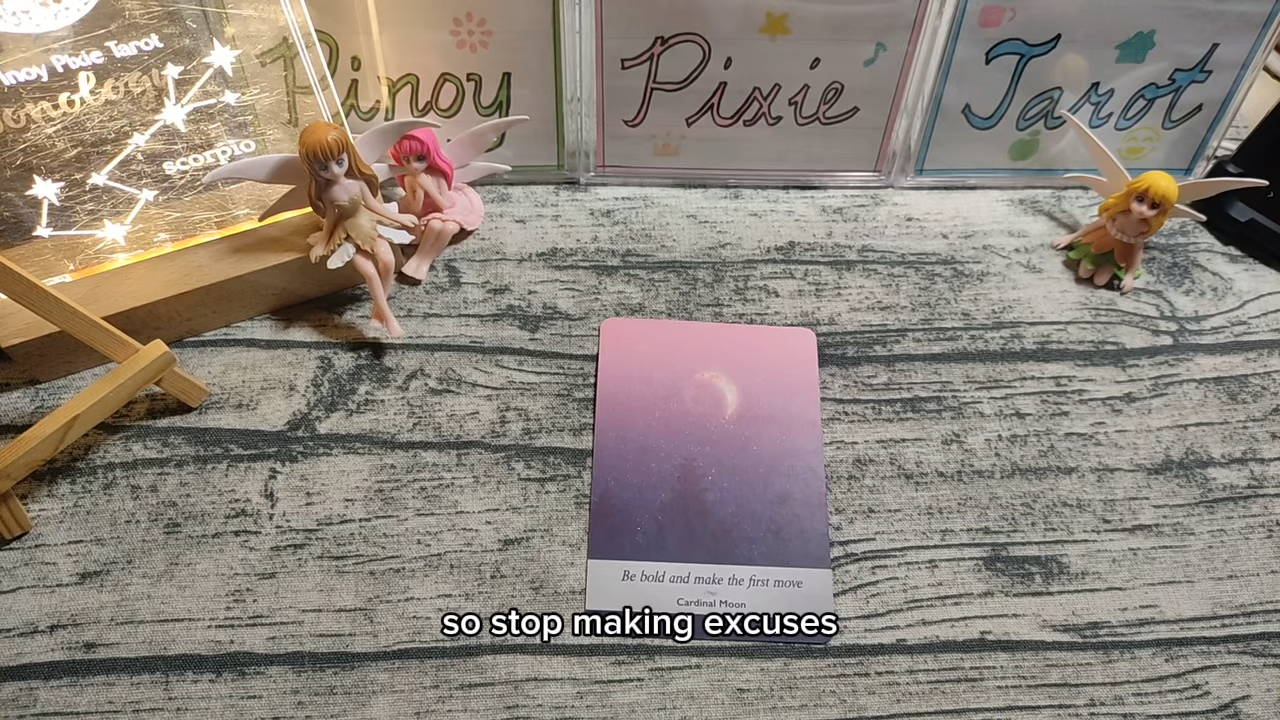 Pinoy Pixie Tarot
scorpio
Pinoy
Pixie
Tarot
Be bold and make the first move
Cardinal Moon
so stop making excuses